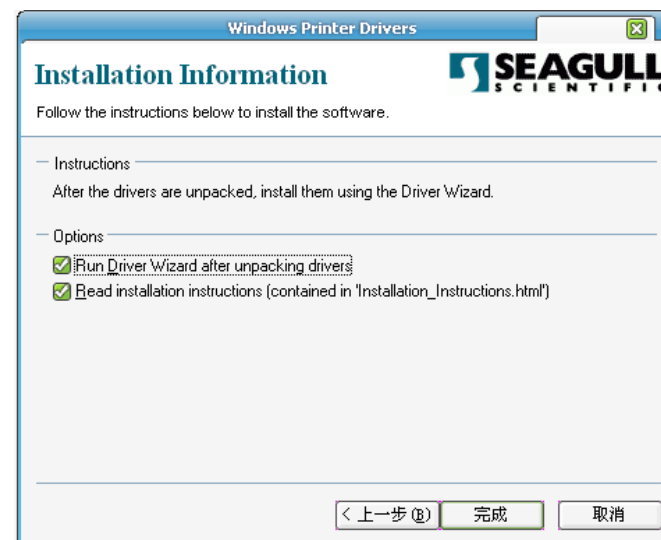 Windows Printer Drivers
Installation Information
SEAGULL
SCIENTIFIC
Follow the instructions below to install the software.
Instructions
After the drivers are unpacked, install them using the Driver Wizard.
Options
Run Driver Wizard after unpacking drivers
Read installation instructions (contained in 'Installation_Instructions.html')
< 上一步(B)
完成
取消